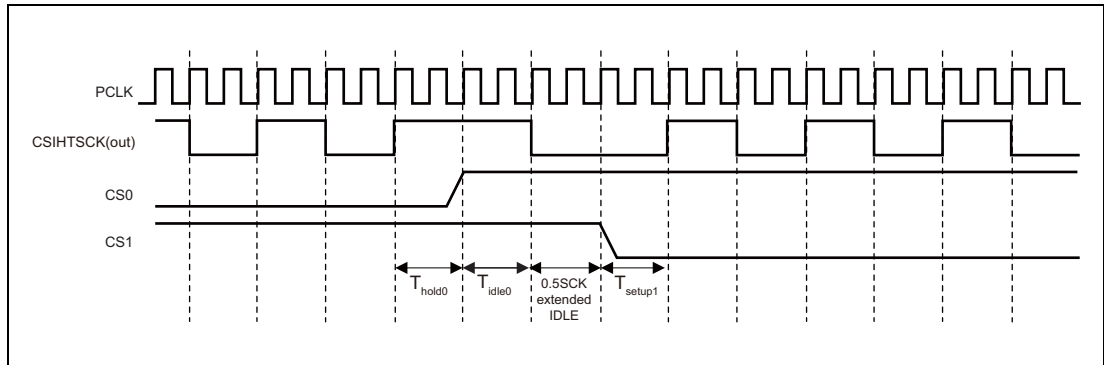 PCLK
CSIHTSCK(out)
CS0
CS1
Thold0
Tidle0
0.5SCK
extended
IDLE
Tsetup1